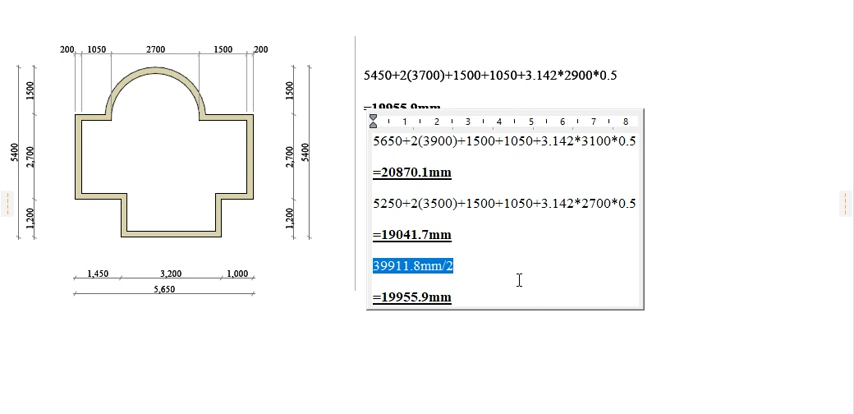 200 1050 2700 1500 200
1500
5400
2,700
1,200
1500
2,700
5400
1,200
1,450 3,200 1,000
5,650
5450+2(3700)+1500+1050+3.142*2900*0.5
=19955.9mm
1 2 3 4 5 6 7 8
5650+2(3900)+1500+1050+3.142*3100*0.5
=20870.1mm
5250+2(3500)+1500+1050+3.142*2700*0.5
=19041.7mm
39911.8mm/2
=19955.9mm